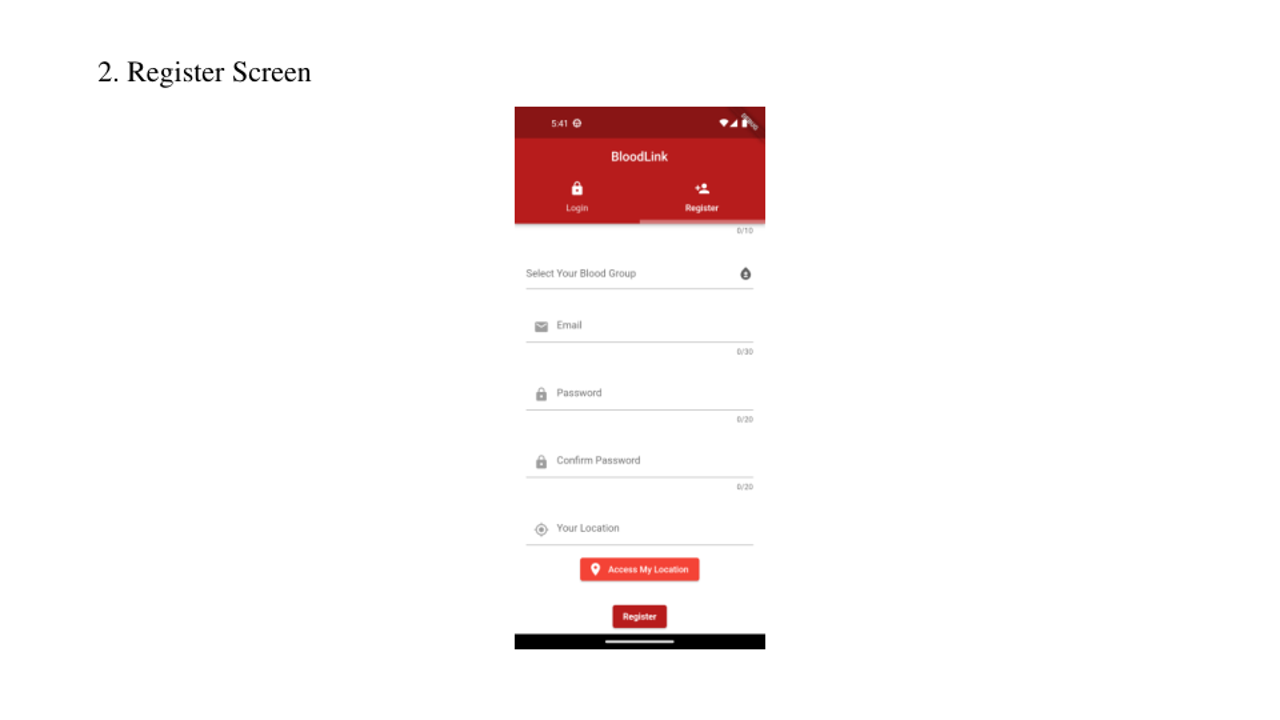 2. Register Screen
5:41
BloodLink
Login
Register
0/10
Select Your Blood Group
Email
0/30
Password
0/20
Confirm Password
0/20
Your Location
Access My Location
Register